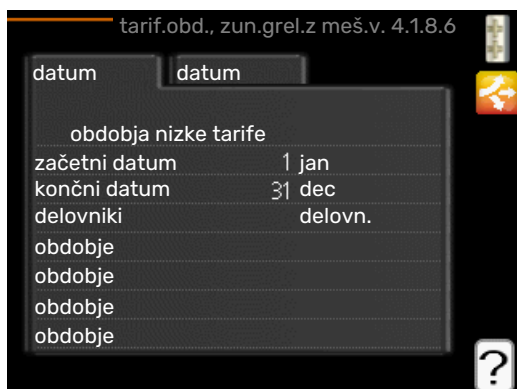 tarif.obd., zun.grel.z meš.v. 4.1.8.6
datum datum
obdobja nizke tarife
začetni datum 1 jan
končni datum 31 dec
delovniki delovn.
obdobje
obdobje
obdobje
obdobje
?